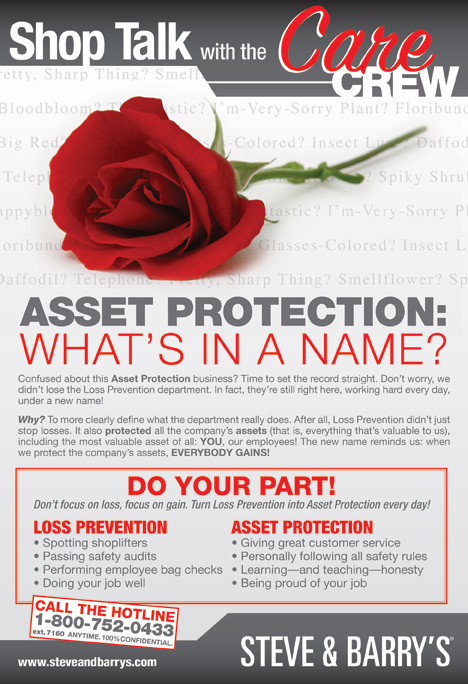 Shop Talk with the Care CREW
retty, Sharp Thing? Smell
Bloodbloom? stic? I'm-Very-Sorry Plant? Floribun
Big Red -Colored? Insect Daffod
Telep ? Spiky Shru
ppybl tastic? I'm-Very-Sorry Pl
oribund Glasses-Colored? Insect L
Daffodil? Telephone? Pretty, Sharp Thing? Smellflower? Sp
ASSET PROTECTION:
WHAT'S IN A NAME?
Confused about this Asset Protection business? Time to set the record straight. Don't worry, we
didn't lose the Loss Prevention department. In fact, they're still right here, working hard every day,
under a new name!
Why? To more clearly define what the department really does. After all, Loss Prevention didn't just
stop losses. It also protected all the company's assets (that is, everything that's valuable to us),
including the most valuable asset of all: YOU, our employees! The new name reminds us: when
we protect the company's assets, EVERYBODY GAINS!
DO YOUR PART!
Don't focus on loss, focus on gain. Turn Loss Prevention into Asset Protection every day!
LOSS PREVENTION
• Spotting shoplifters
• Passing safety audits
• Performing employee bag checks
• Doing your job well
ASSET PROTECTION
• Giving great customer service
• Personally following all safety rules
• Learning—and teaching—honesty
• Being proud of your job
CALL THE HOTLINE
1-800-752-0433
ext. 7160 ANYTIME. 100% CONFIDENTIAL.
www.steveandbarrys.com
STEVE & BARRY'S®